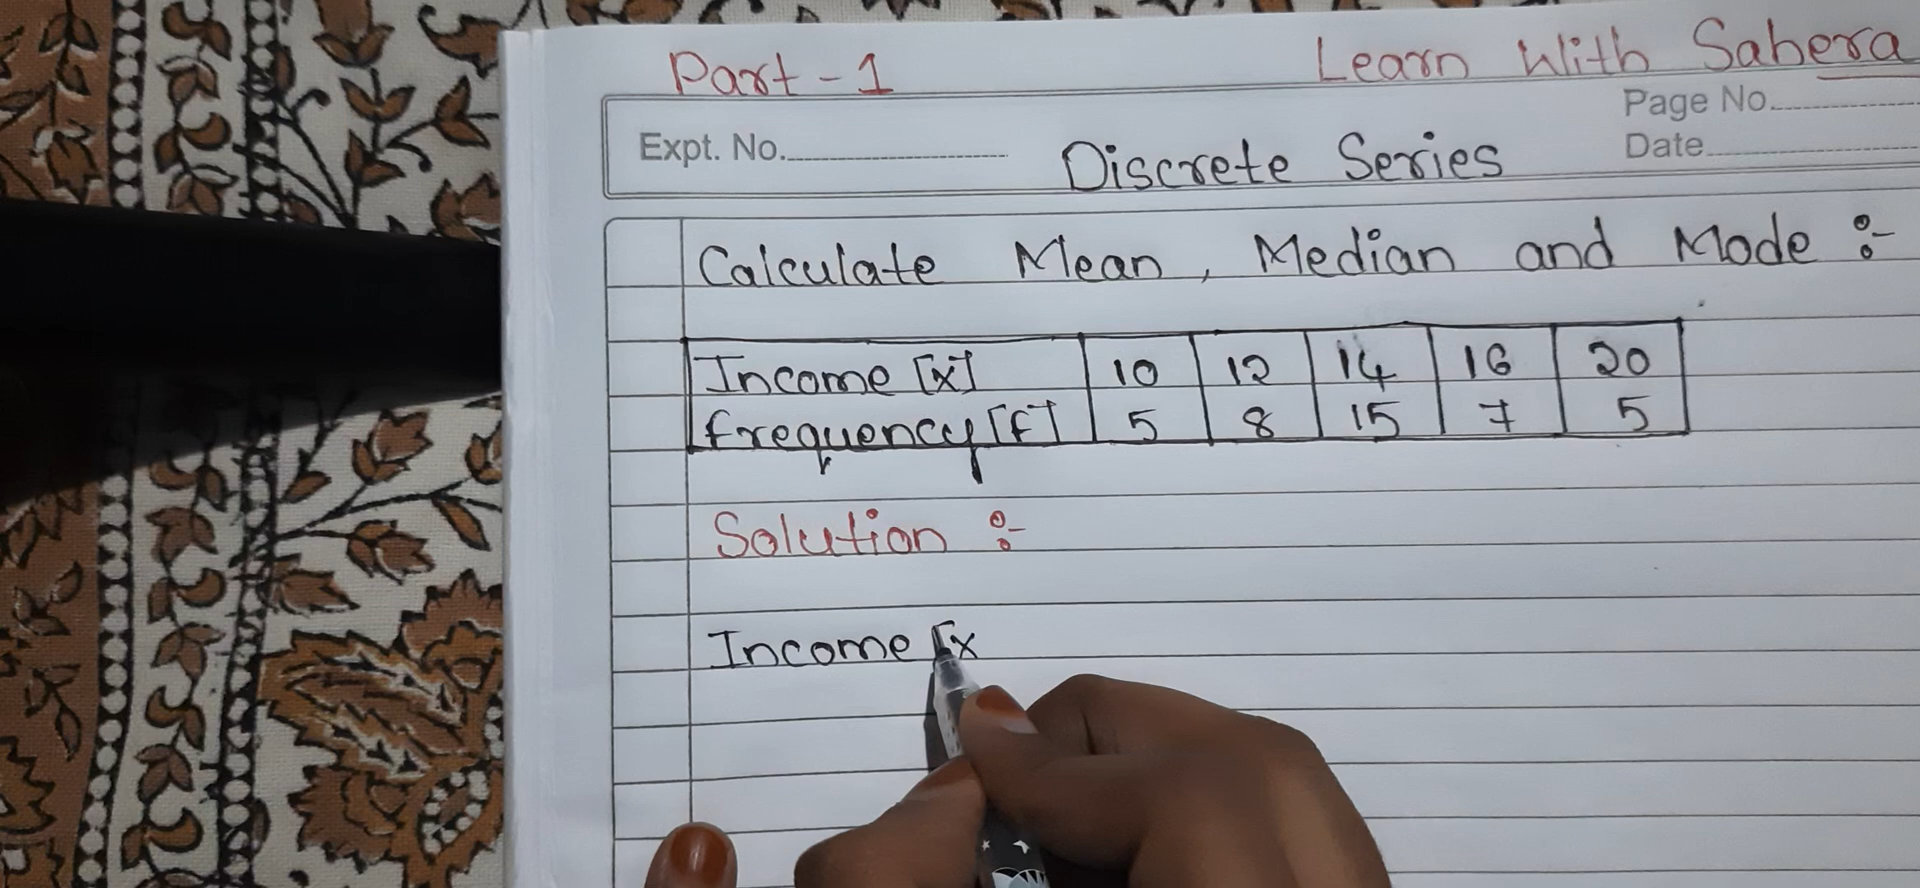 Part - 1
Learn With Sabera
Expt. No.
Page No.
Date
Discrete Series
Calculate Mean, Median and Mode :-
Income [x] 10 12 14 16 20
frequency [f] 5 8 15 7 5
Solution :-
Income [x